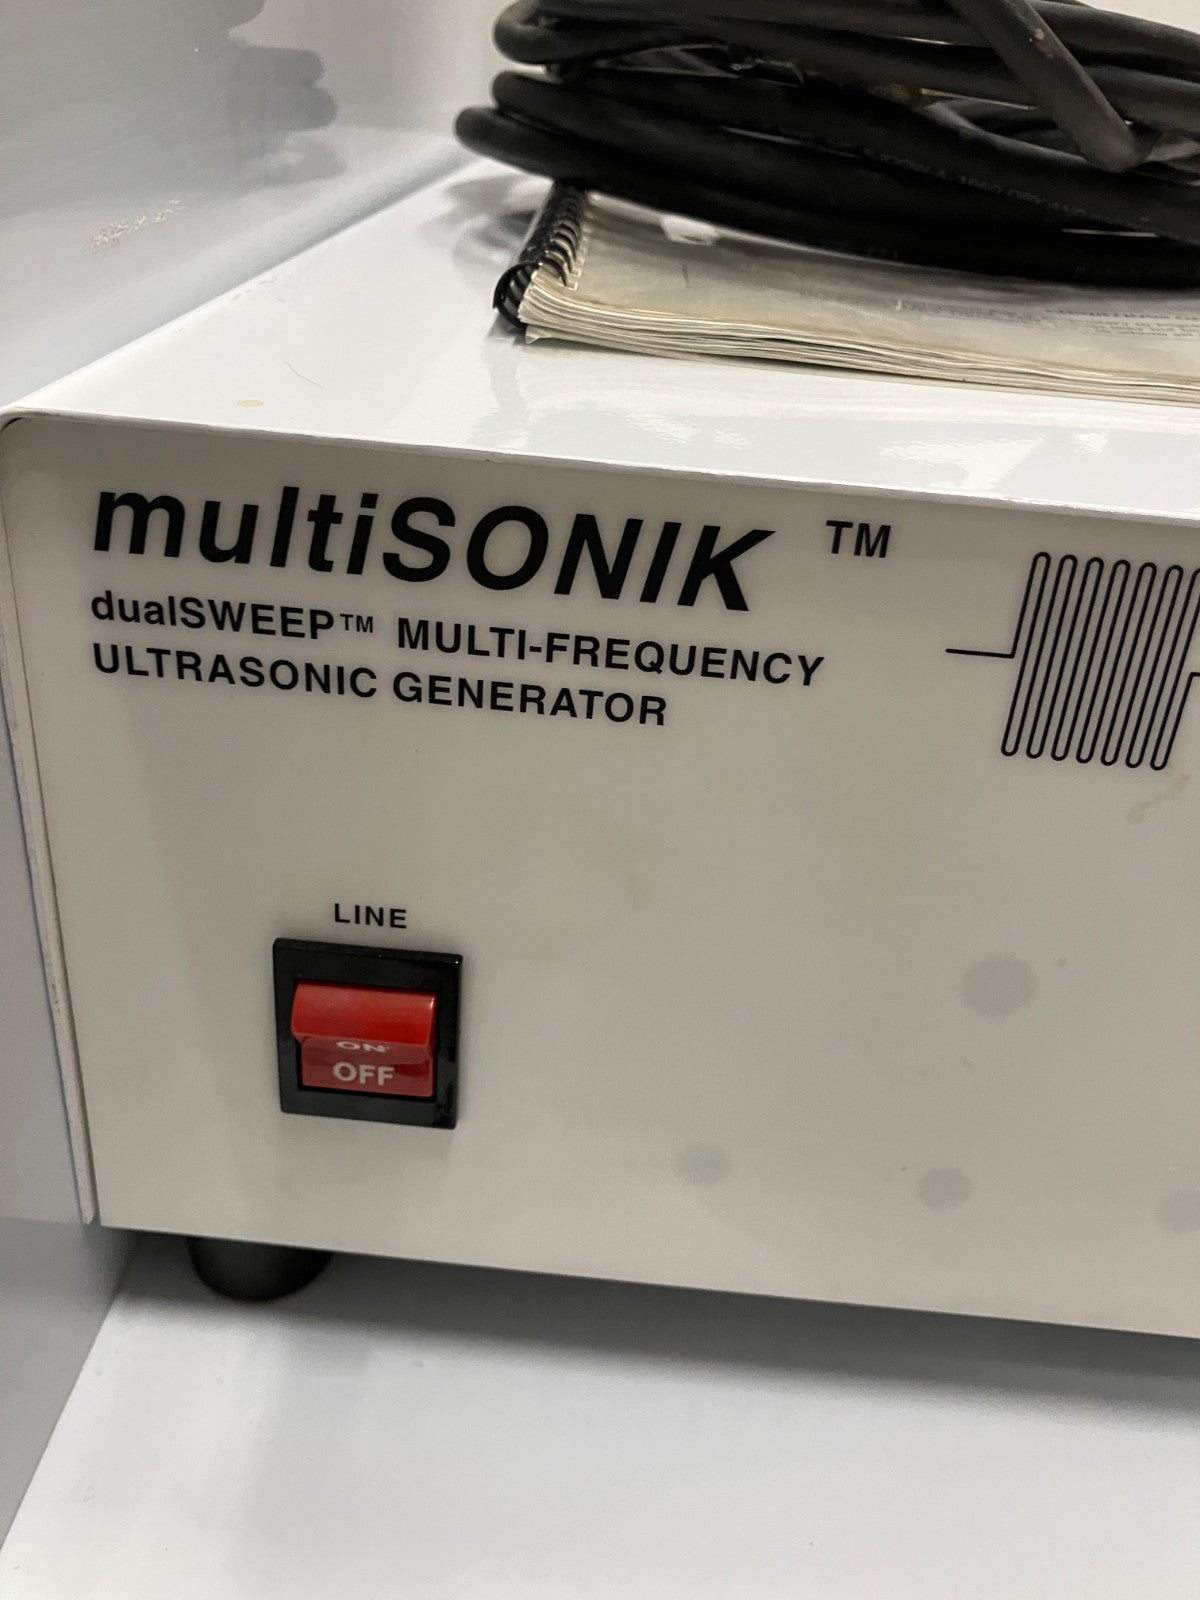 multiSONIK ™
dualSWEEP™ MULTI-FREQUENCY
ULTRASONIC GENERATOR
LINE
ON
OFF